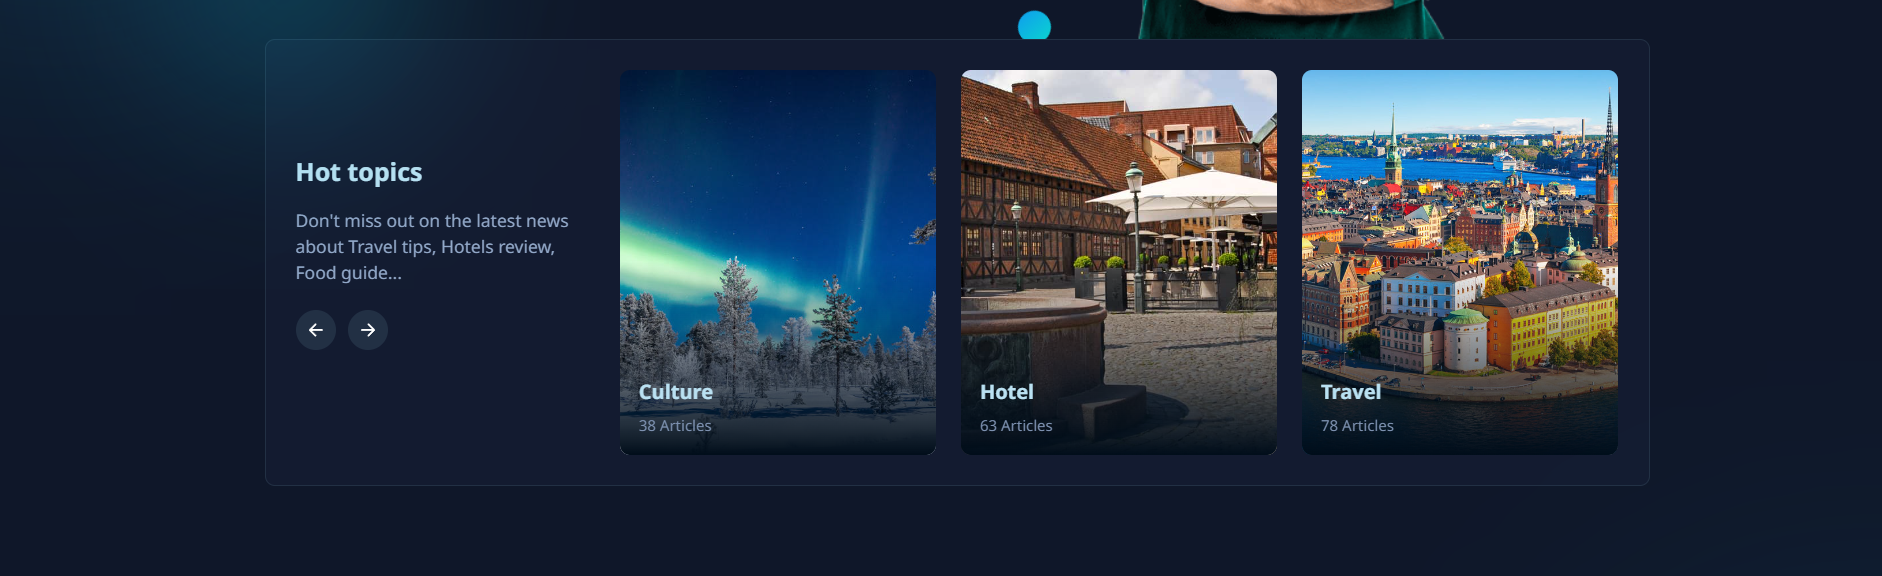 Hot topics
Don't miss out on the latest news
about Travel tips, Hotels review,
Food guide...
Culture
38 Articles
Hotel
63 Articles
Travel
78 Articles